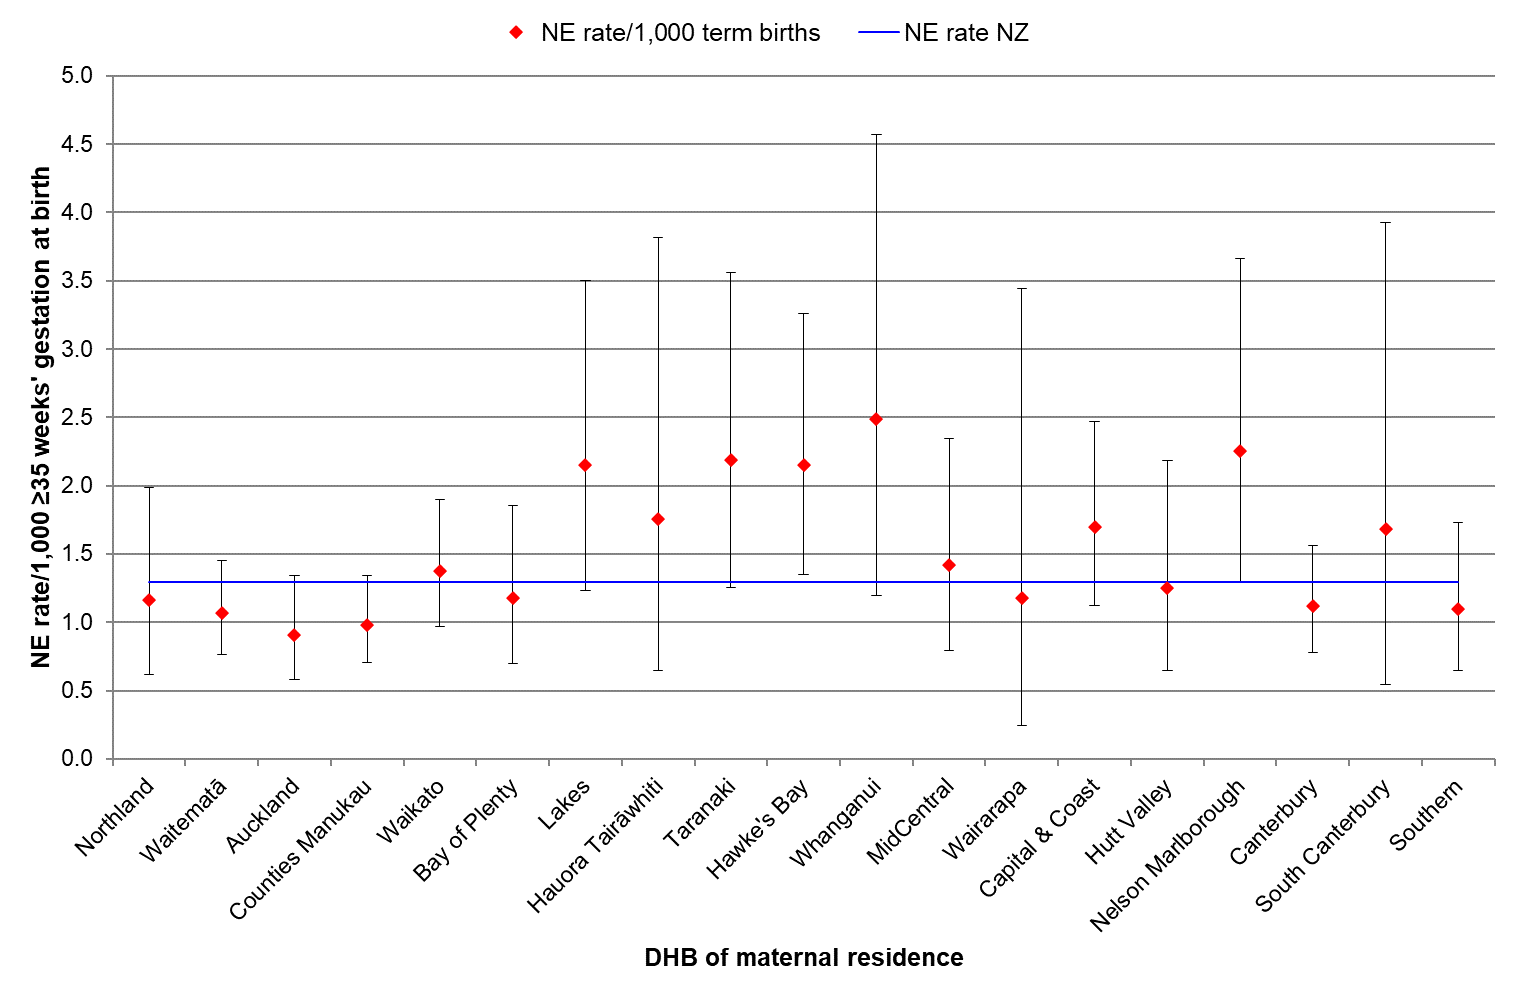 NE rate/1,000 term births
NE rate NZ
NE rate/1,000 ≥35 weeks' gestation at birth
5.0
4.5
4.0
3.5
3.0
2.5
2.0
1.5
1.0
0.5
0.0
Northland
Waitematā
Auckland
Counties Manukau
Waikato
Bay of Plenty
Lakes
Hauora Tairāwhiti
Taranaki
Hawke's Bay
Whanganui
MidCentral
Wairarapa
Capital & Coast
Hutt Valley
Nelson Marlborough
Canterbury
South Canterbury
Southern
DHB of maternal residence